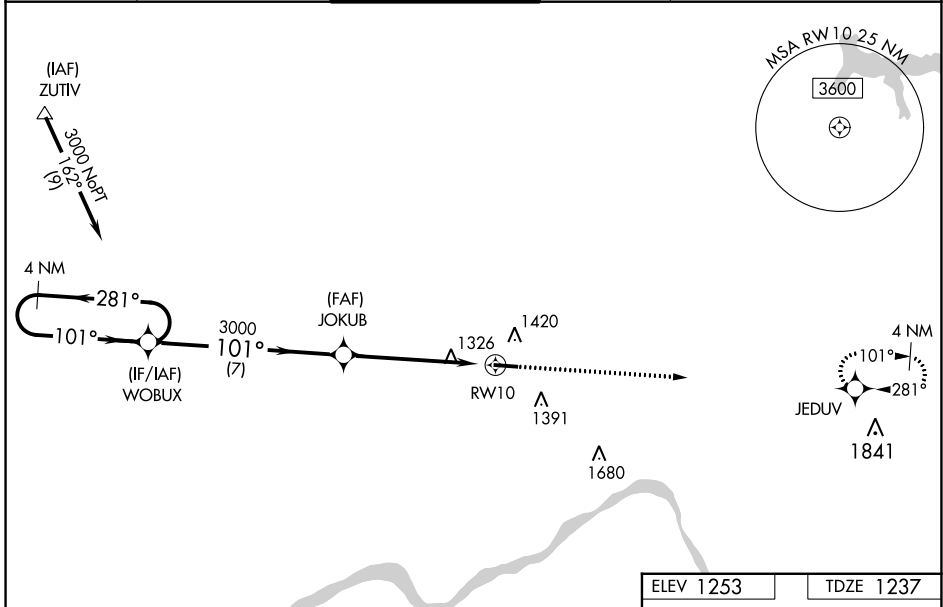 MSA RW10 25 NM
3600
(IAF)
ZUTIV
3000 NoPT
162°
(9)
4 NM
281°
101°
(IF/IAF)
WOBUX
3000
101°
(7)
(FAF)
JOKUB
1326
1420
RW10
1391
1680
4 NM
101°
281°
JEDUV
1841
ELEV 1253
TDZE 1237